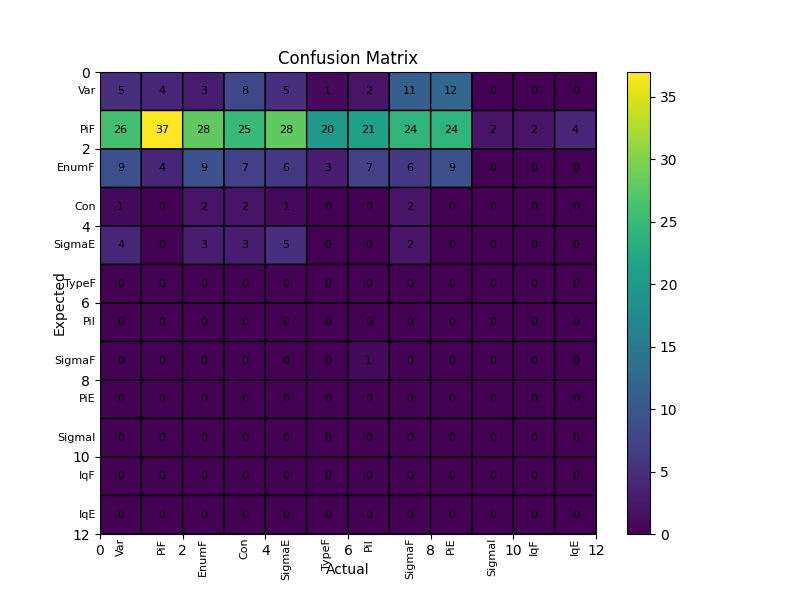 Confusion Matrix
0
Var 5 4 3 8 5 1 2 11 12 0 0 0
PiF 26 37 28 25 28 20 21 24 24 2 2 4
2
EnumF 9 4 9 7 6 3 7 6 9 0 0 0
Con 1 0 2 2 1 0 0 2 0 0 0 0
4
SigmaE 4 0 3 3 5 0 0 2 0 0 0 0
TypeF 0 0 0 0 0 0 0 0 0 0 0 0
6
PiI 0 0 0 0 0 0 0 0 0 0 0 0
SigmaF 0 0 0 0 0 0 1 0 0 0 0 0
8
PiE 0 0 0 0 0 0 0 0 0 0 0 0
SigmaI 0 0 0 0 0 0 0 0 0 0 0 0
10
IqF 0 0 0 0 0 0 0 0 0 0 0 0
IqE 0 0 0 0 0 0 0 0 0 0 0 0
12
Expected
0 2 4 6 8 10 12
Var PiF EnumF Con SigmaE TypeF PiI SigmaF PiE SigmaI IqF IqE
Actual
35
30
25
20
15
10
5
0